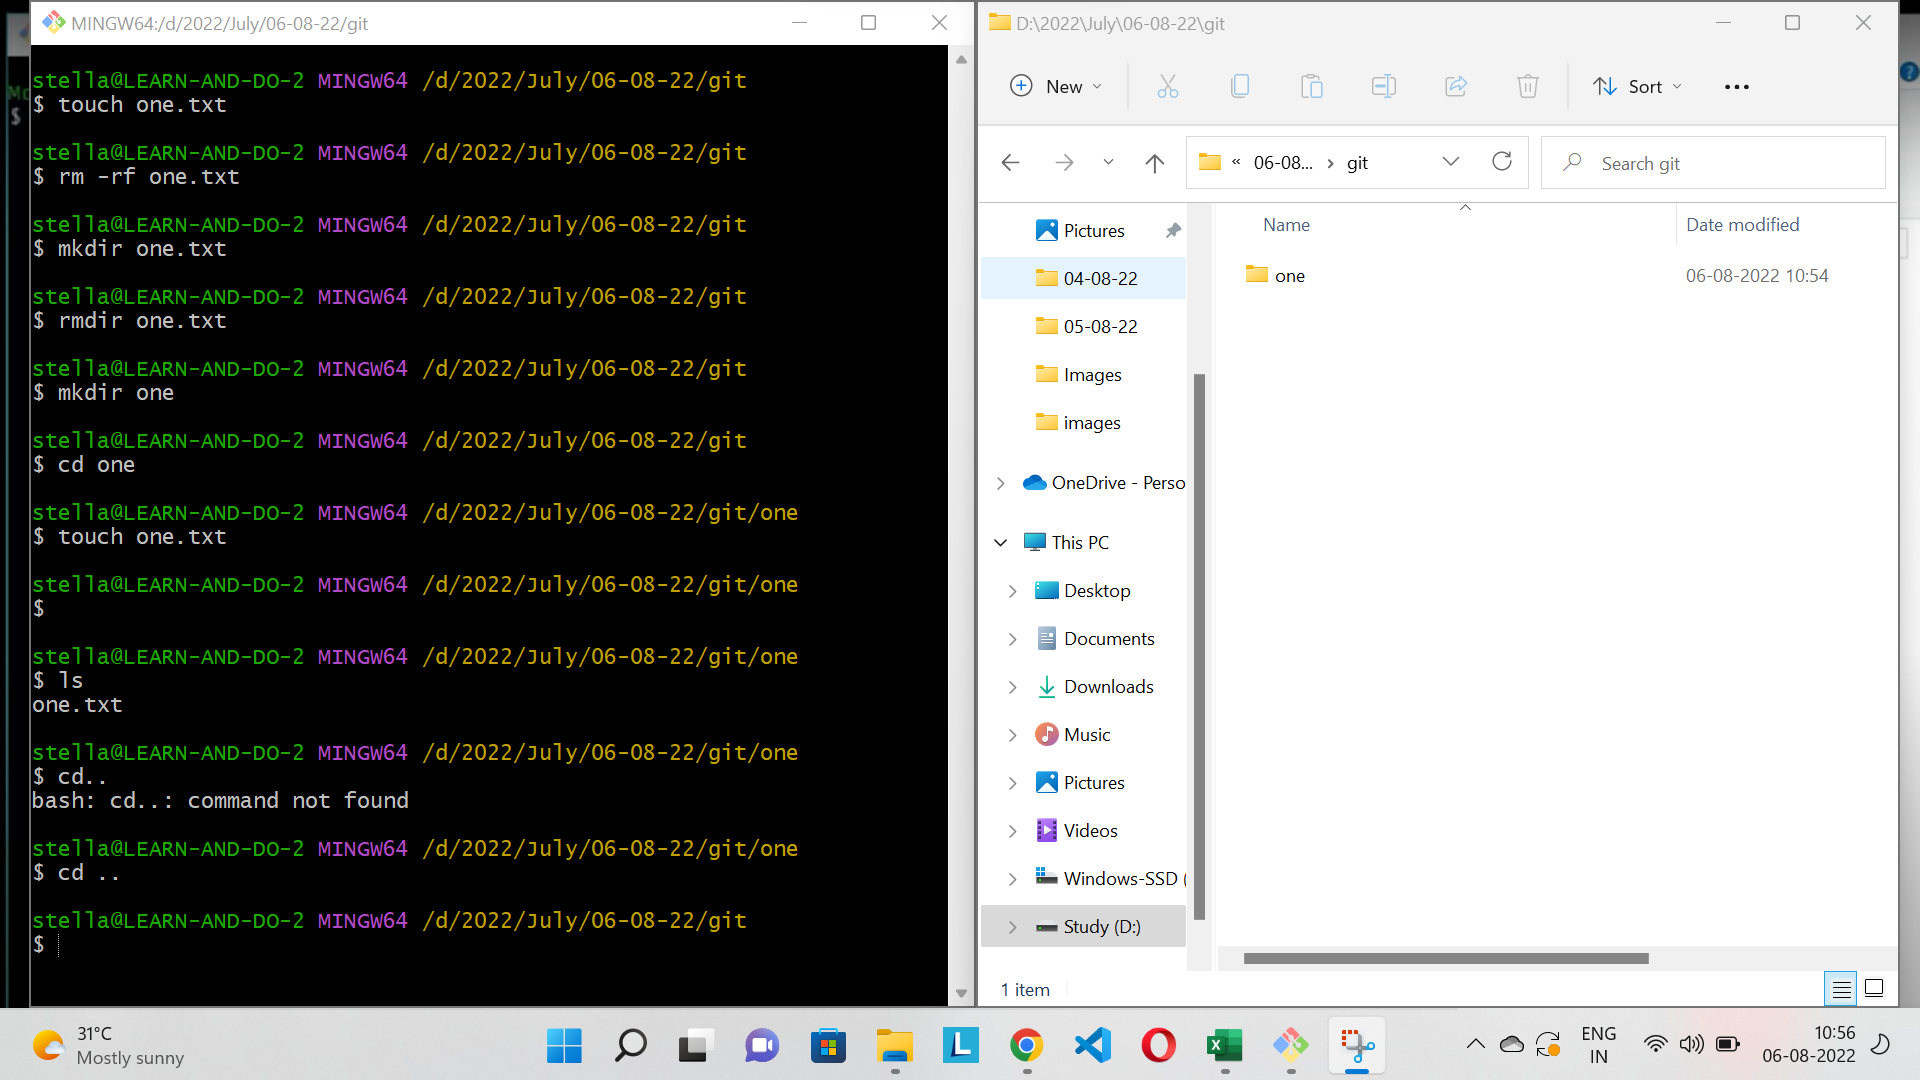 MINGW64:/d/2022/July/06-08-22/git
stella@LEARN-AND-DO-2 MINGW64 /d/2022/July/06-08-22/git
$ touch one.txt
stella@LEARN-AND-DO-2 MINGW64 /d/2022/July/06-08-22/git
$ rm -rf one.txt
stella@LEARN-AND-DO-2 MINGW64 /d/2022/July/06-08-22/git
$ mkdir one.txt
stella@LEARN-AND-DO-2 MINGW64 /d/2022/July/06-08-22/git
$ rmdir one.txt
stella@LEARN-AND-DO-2 MINGW64 /d/2022/July/06-08-22/git
$ mkdir one
stella@LEARN-AND-DO-2 MINGW64 /d/2022/July/06-08-22/git
$ cd one
stella@LEARN-AND-DO-2 MINGW64 /d/2022/July/06-08-22/git/one
$ touch one.txt
stella@LEARN-AND-DO-2 MINGW64 /d/2022/July/06-08-22/git/one
$
stella@LEARN-AND-DO-2 MINGW64 /d/2022/July/06-08-22/git/one
$ ls
one.txt
stella@LEARN-AND-DO-2 MINGW64 /d/2022/July/06-08-22/git/one
$ cd..
bash: cd..: command not found
stella@LEARN-AND-DO-2 MINGW64 /d/2022/July/06-08-22/git/one
$ cd ..
stella@LEARN-AND-DO-2 MINGW64 /d/2022/July/06-08-22/git
$
D:\2022\July\06-08-22\git
New
Sort
« 06-08... › git
Search git
Name
Date modified
Pictures
04-08-22
05-08-22
Images
images
OneDrive - Perso
This PC
Desktop
Documents
Downloads
Music
Pictures
Videos
Windows-SSD (
Study (D:)
one
06-08-2022 10:54
1 item
31°C
Mostly sunny
ENG
IN
10:56
06-08-2022